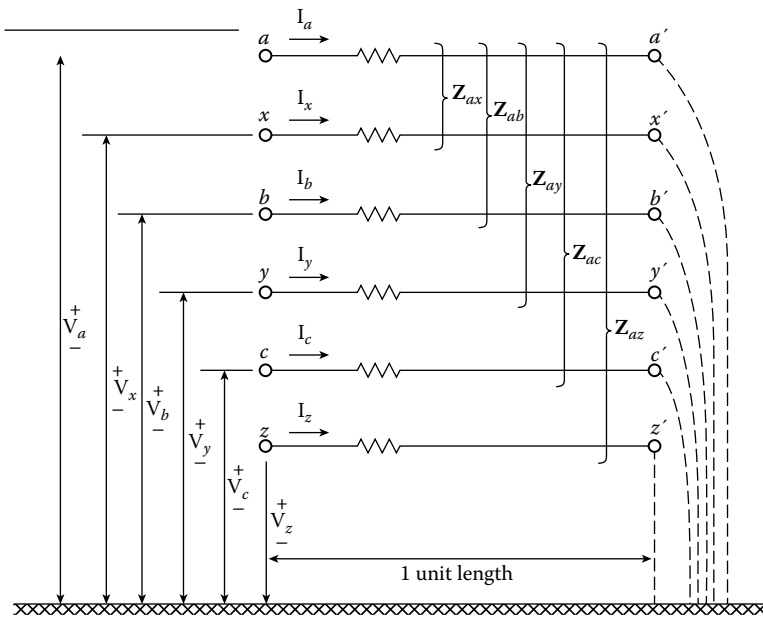 I_a
a
a´
Z_ax
I_x
x
x´
Z_ab
I_b
b
b´
Z_ay
I_y
y
y´
Z_ac
I_c
c
c´
Z_az
I_z
z
z´
+
V_a
−
+
V_x
−
+
V_b
−
+
V_y
−
+
V_c
−
+
V_z
−
1 unit length